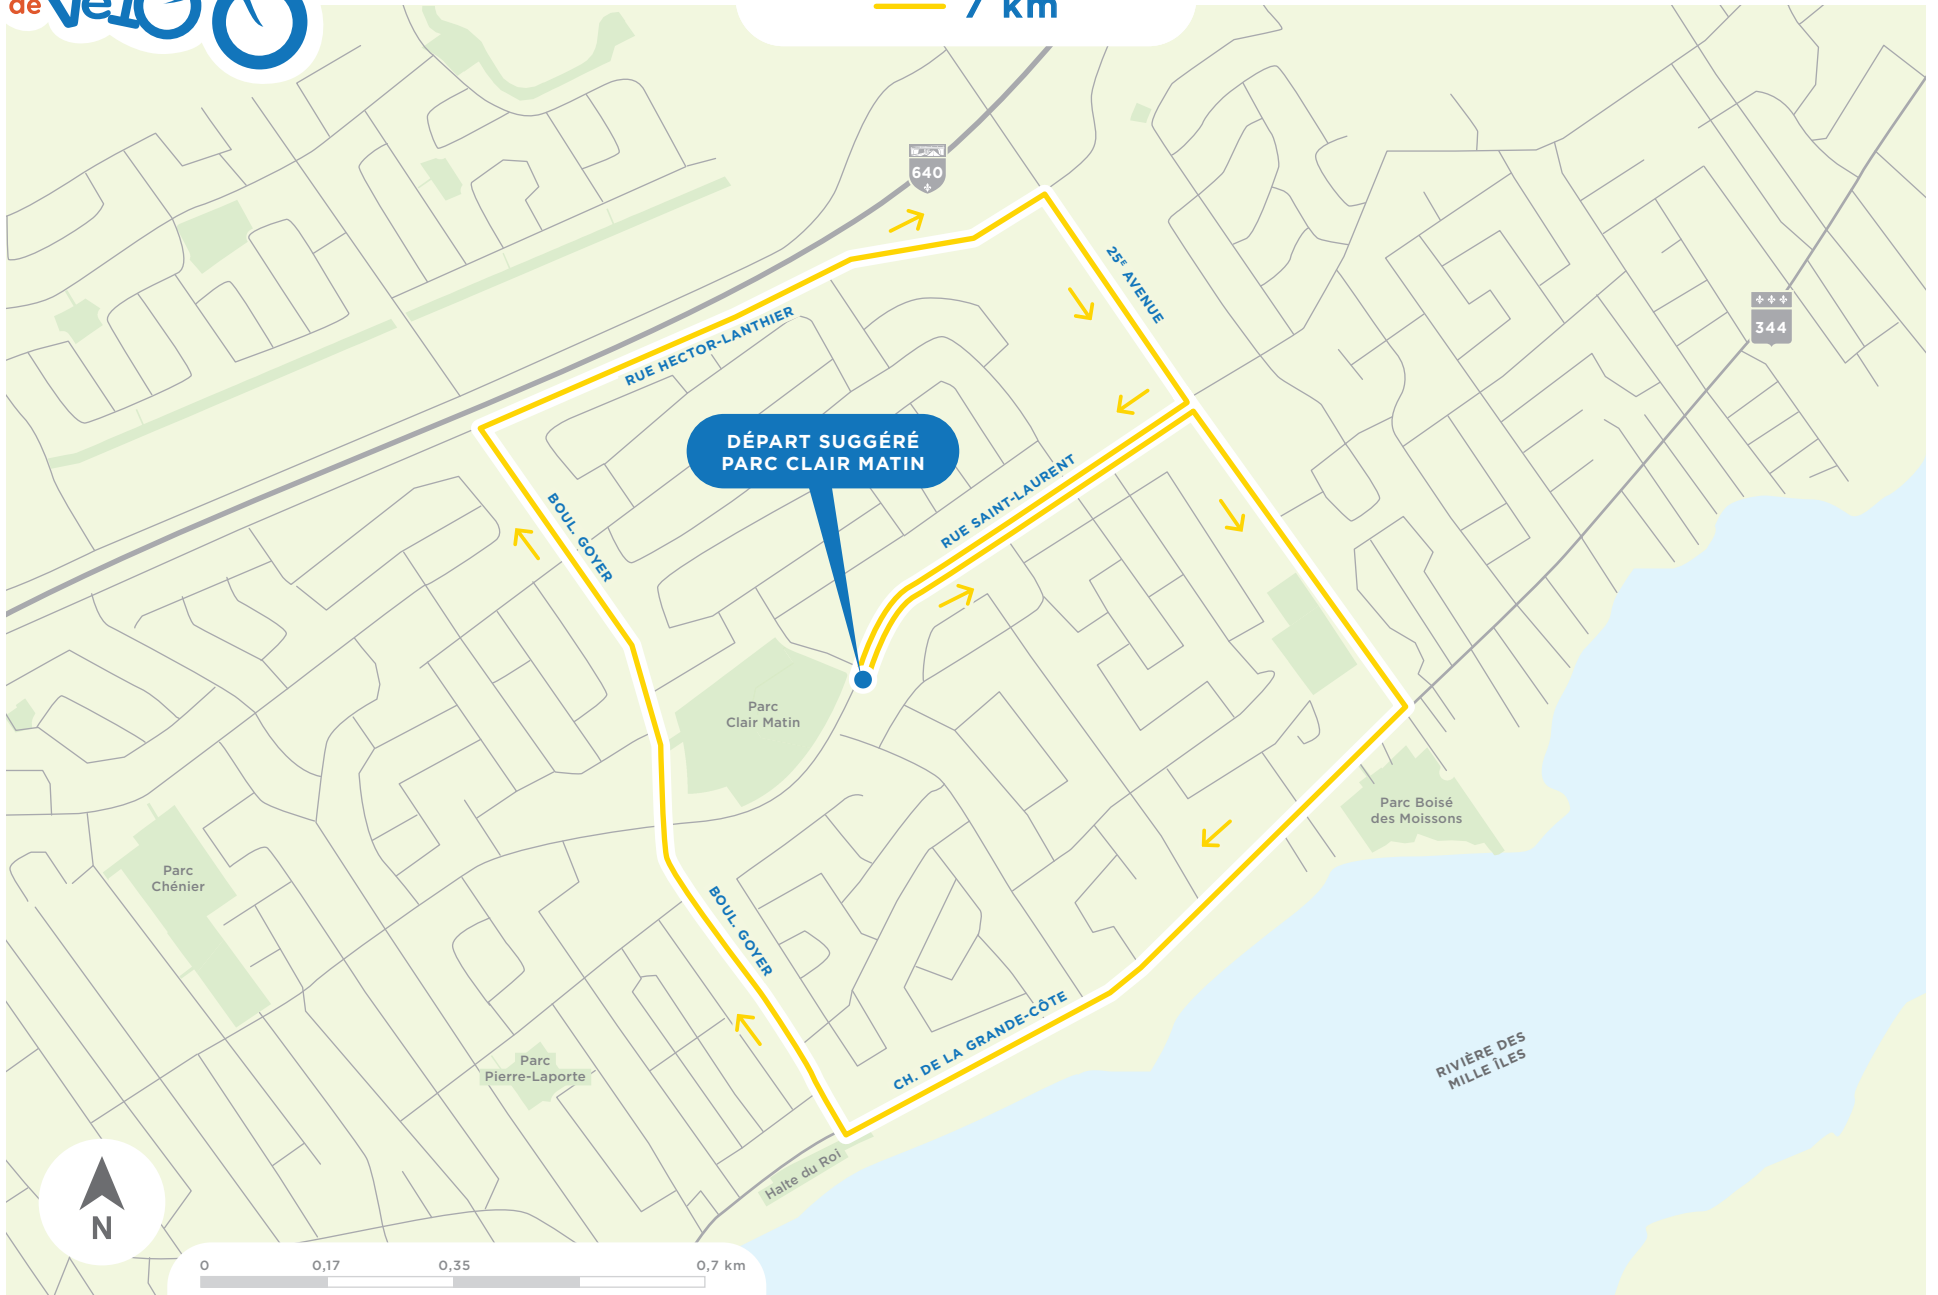 de Vélo
7 km
640
25E AVENUE
344
RUE HECTOR-LANTHIER
DÉPART SUGGÉRÉ
PARC CLAIR MATIN
BOUL. GOYER
RUE SAINT-LAURENT
Parc
Clair Matin
Parc Boisé
des Moissons
Parc
Chénier
BOUL. GOYER
CH. DE LA GRANDE-CÔTE
RIVIÈRE DES
MILLE ÎLES
Parc
Pierre-Laporte
Halte du Roi
N
0 0,17 0,35 0,7 km